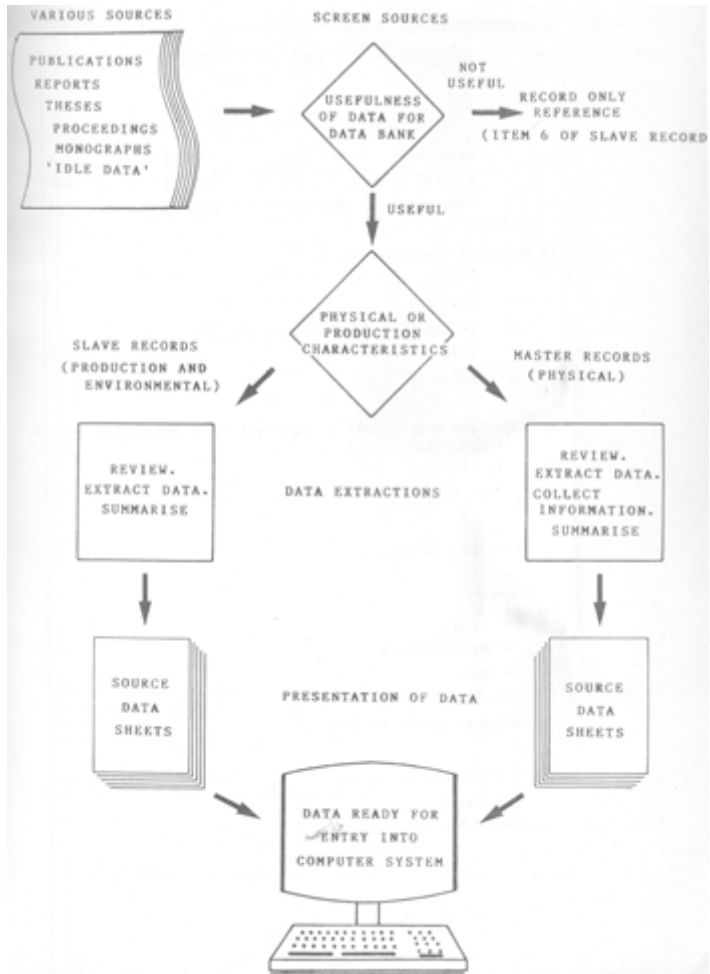 VARIOUS SOURCES
SCREEN SOURCES
PUBLICATIONS
REPORTS
THESES
PROCEEDINGS
MONOGRAPHS
'IDLE DATA'
USEFULNESS
OF DATA FOR
DATA BANK
NOT
USEFUL
RECORD ONLY
REFERENCE
(ITEM 6 OF SLAVE RECORD
USEFUL
PHYSICAL OR
PRODUCTION
CHARACTERISTICS
SLAVE RECORDS
(PRODUCTION AND
ENVIRONMENTAL)
MASTER RECORDS
(PHYSICAL)
REVIEW.
EXTRACT DATA.
SUMMARISE
DATA EXTRACTIONS
REVIEW.
EXTRACT DATA.
COLLECT
INFORMATION.
SUMMARISE
SOURCE
DATA
SHEETS
PRESENTATION OF DATA
SOURCE
DATA
SHEETS
DATA READY FOR
ENTRY INTO
COMPUTER SYSTEM